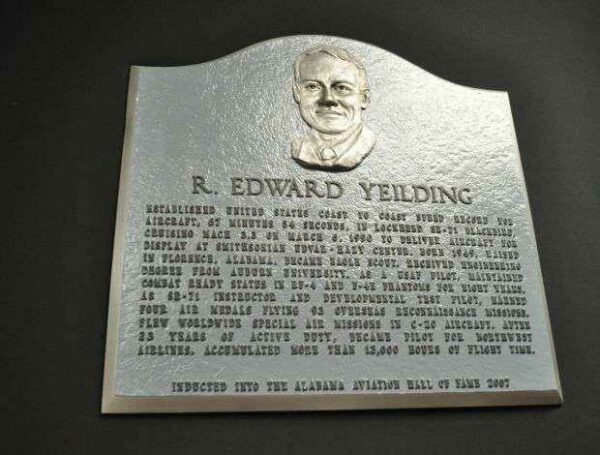 R. EDWARD YEILDING
ESTABLISHED UNITED STATES COAST TO COAST SPEED RECORD FOR
AIRCRAFT, 67 MINUTES 54 SECONDS, IN LOCKHEED SR-71 BLACKBIRD,
CRUISING MACH 3.3 ON MARCH 6, 1990 TO DELIVER AIRCRAFT FOR
DISPLAY AT SMITHSONIAN UDVAR-HAZY CENTER. BORN 1949, RAISED
IN FLORENCE, ALABAMA, BECAME EAGLE SCOUT. RECEIVED ENGINEERING
DEGREE FROM AUBURN UNIVERSITY. AS A USAF PILOT, MAINTAINED
COMBAT READY STATUS IN RF-4 AND F-4E PHANTOMS FOR EIGHT YEARS.
AS SR-71 INSTRUCTOR AND DEVELOPMENTAL TEST PILOT, EARNED
FOUR AIR MEDALS FLYING 93 OVERSEAS RECONNAISSANCE MISSIONS.
FLEW WORLDWIDE SPECIAL AIR MISSIONS IN C-20 AIRCRAFT. AFTER
23 YEARS OF ACTIVE DUTY, BECAME PILOT FOR NORTHWEST
AIRLINES. ACCUMULATED MORE THAN 13,000 HOURS OF FLIGHT TIME.
INDUCTED INTO THE ALABAMA AVIATION HALL OF FAME 2007